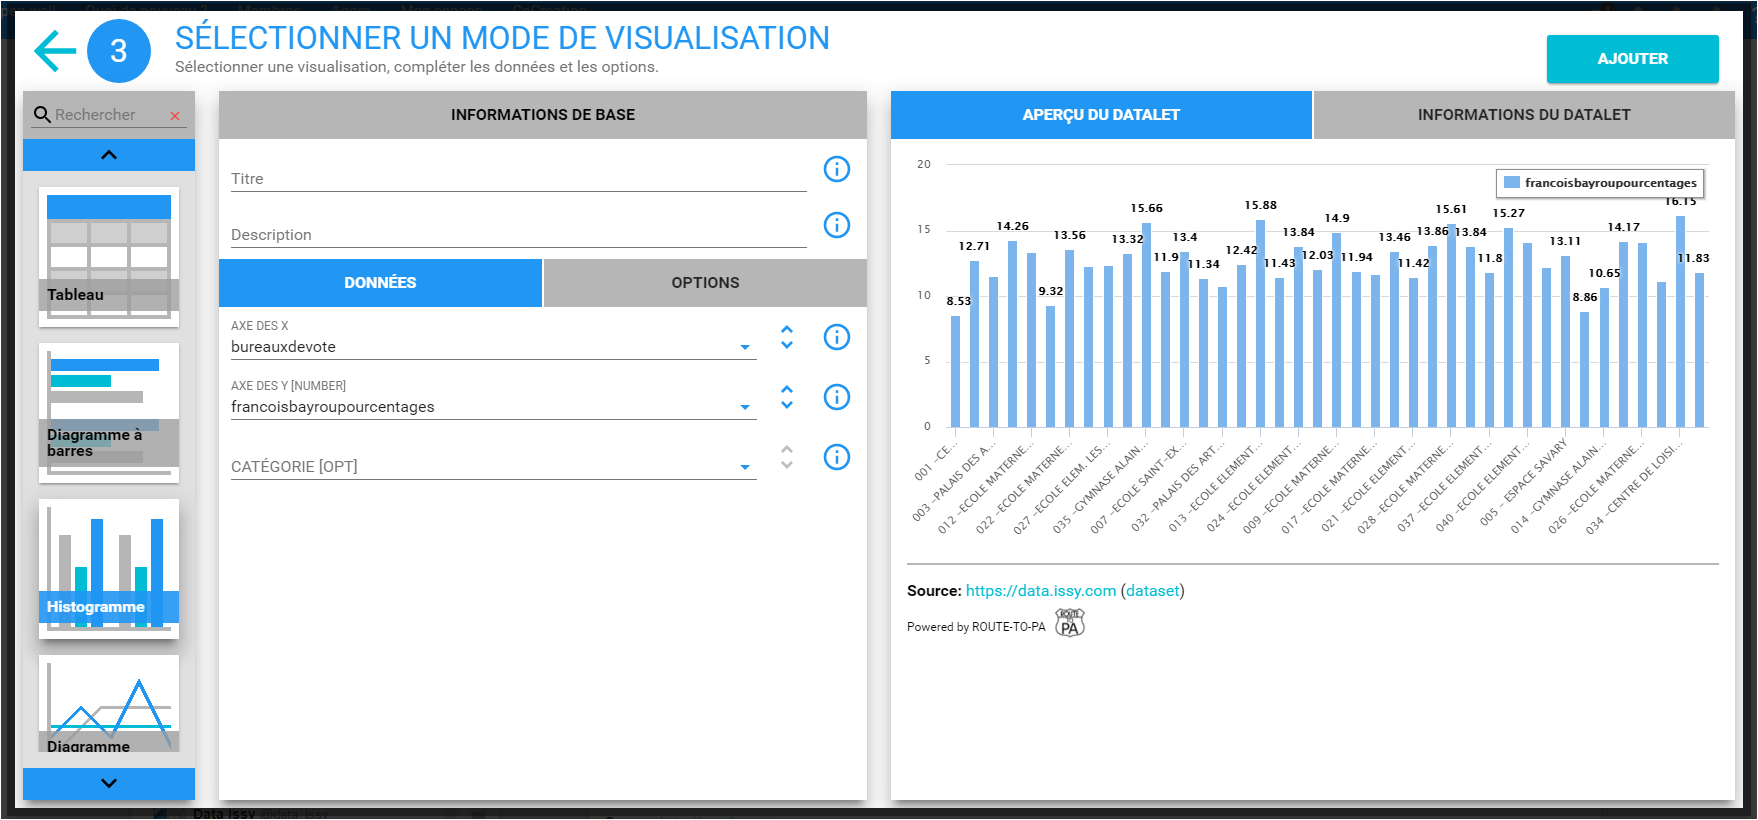 SÉLECTIONNER UN MODE DE VISUALISATION
3
Sélectionner une visualisation, compléter les données et les options.
AJOUTER
Rechercher
Tableau
Diagramme à
barres
Histogramme
Diagramme
INFORMATIONS DE BASE
Titre
Description
DONNÉES
OPTIONS
AXE DES X
bureauxdevote
AXE DES Y [NUMBER]
francoisbayroupourcentages
CATÉGORIE [OPT]
APERÇU DU DATALET
INFORMATIONS DU DATALET
francoisbayroupourcentages
20
15
10
5
0
8.53
12.71
14.26
9.32
13.56
13.32
15.66
11.9
13.4
11.34
12.42
15.88
11.43
13.84
12.03
14.9
11.94
13.46
11.42
13.86
15.61
13.84
11.8
15.27
13.11
8.86
10.65
14.17
16.15
11.83
001 -CE...
003 -PALAIS DES A...
012 -ECOLE MATERNE...
022 -ECOLE MATERNE...
027 -ECOLE ELEM. LES...
035 -GYMNASE ALAIN...
007 -ECOLE SAINT-EX...
032 -PALAIS DES ART...
013 -ECOLE ELEMENT...
024 -ECOLE ELEMENT...
009 -ECOLE MATERNE...
017 -ECOLE MATERNE...
021 -ECOLE ELEMENT...
028 -ECOLE MATERNE...
037 -ECOLE ELEMENT...
040 -ECOLE ELEMENT...
005 - ESPACE SAVARY
014 -GYMNASE ALAIN...
026 -ECOLE MATERNE...
034 -CENTRE DE LOISI...
Source: https://data.issy.com (dataset)
Powered by ROUTE-TO-PA
ROUTE
TO
PA
Data Issy @data_issy